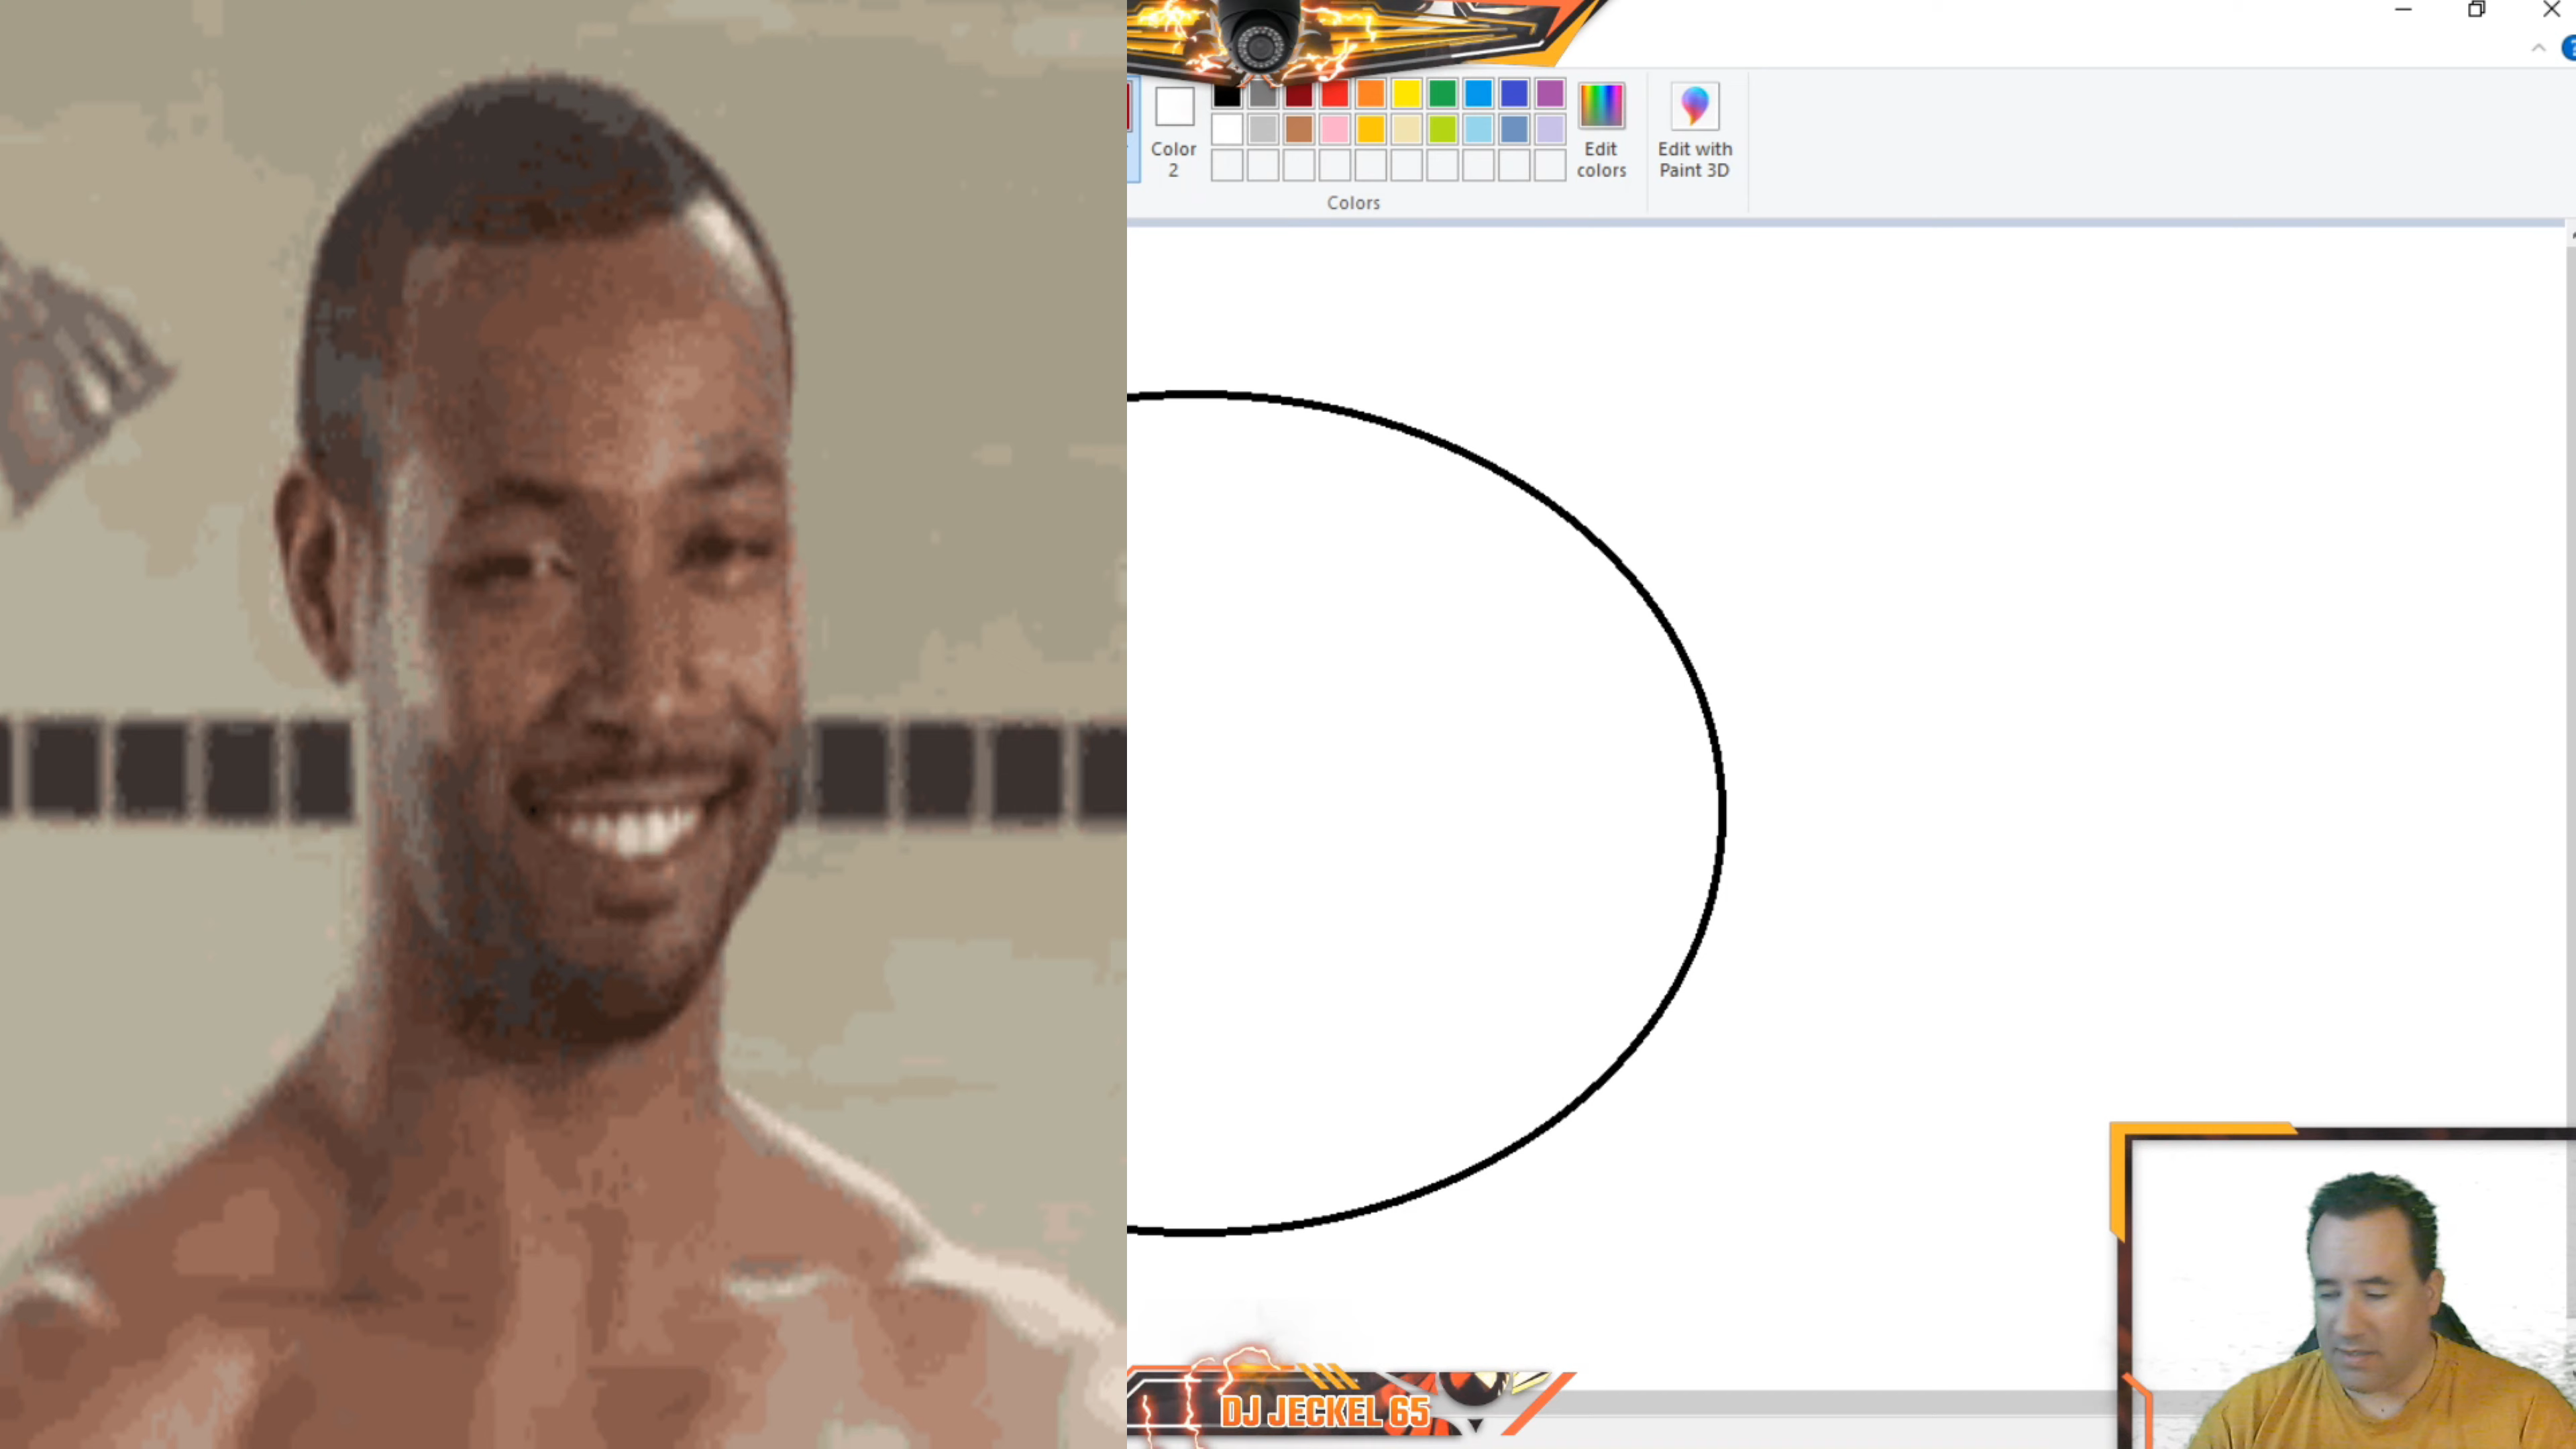 Color
2
Edit
colors
Edit with
Paint 3D
Colors
DJ JECKEL 65